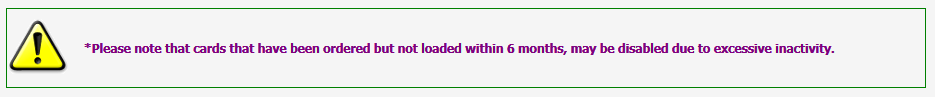 *Please note that cards that have been ordered but not loaded within 6 months, may be disabled due to excessive inactivity.